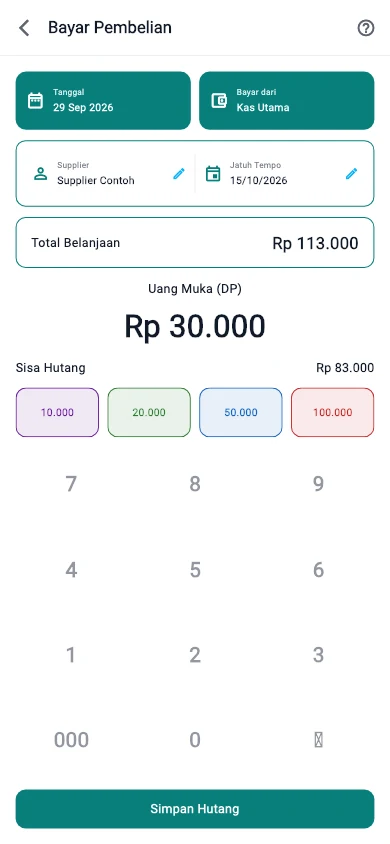 Bayar Pembelian
Tanggal
29 Sep 2026
Bayar dari
Kas Utama
Supplier
Supplier Contoh
Jatuh Tempo
15/10/2026
Total Belanjaan
Rp 113.000
Uang Muka (DP)
Rp 30.000
Sisa Hutang
Rp 83.000
10.000
20.000
50.000
100.000
7
8
9
4
5
6
1
2
3
000
0
Simpan Hutang